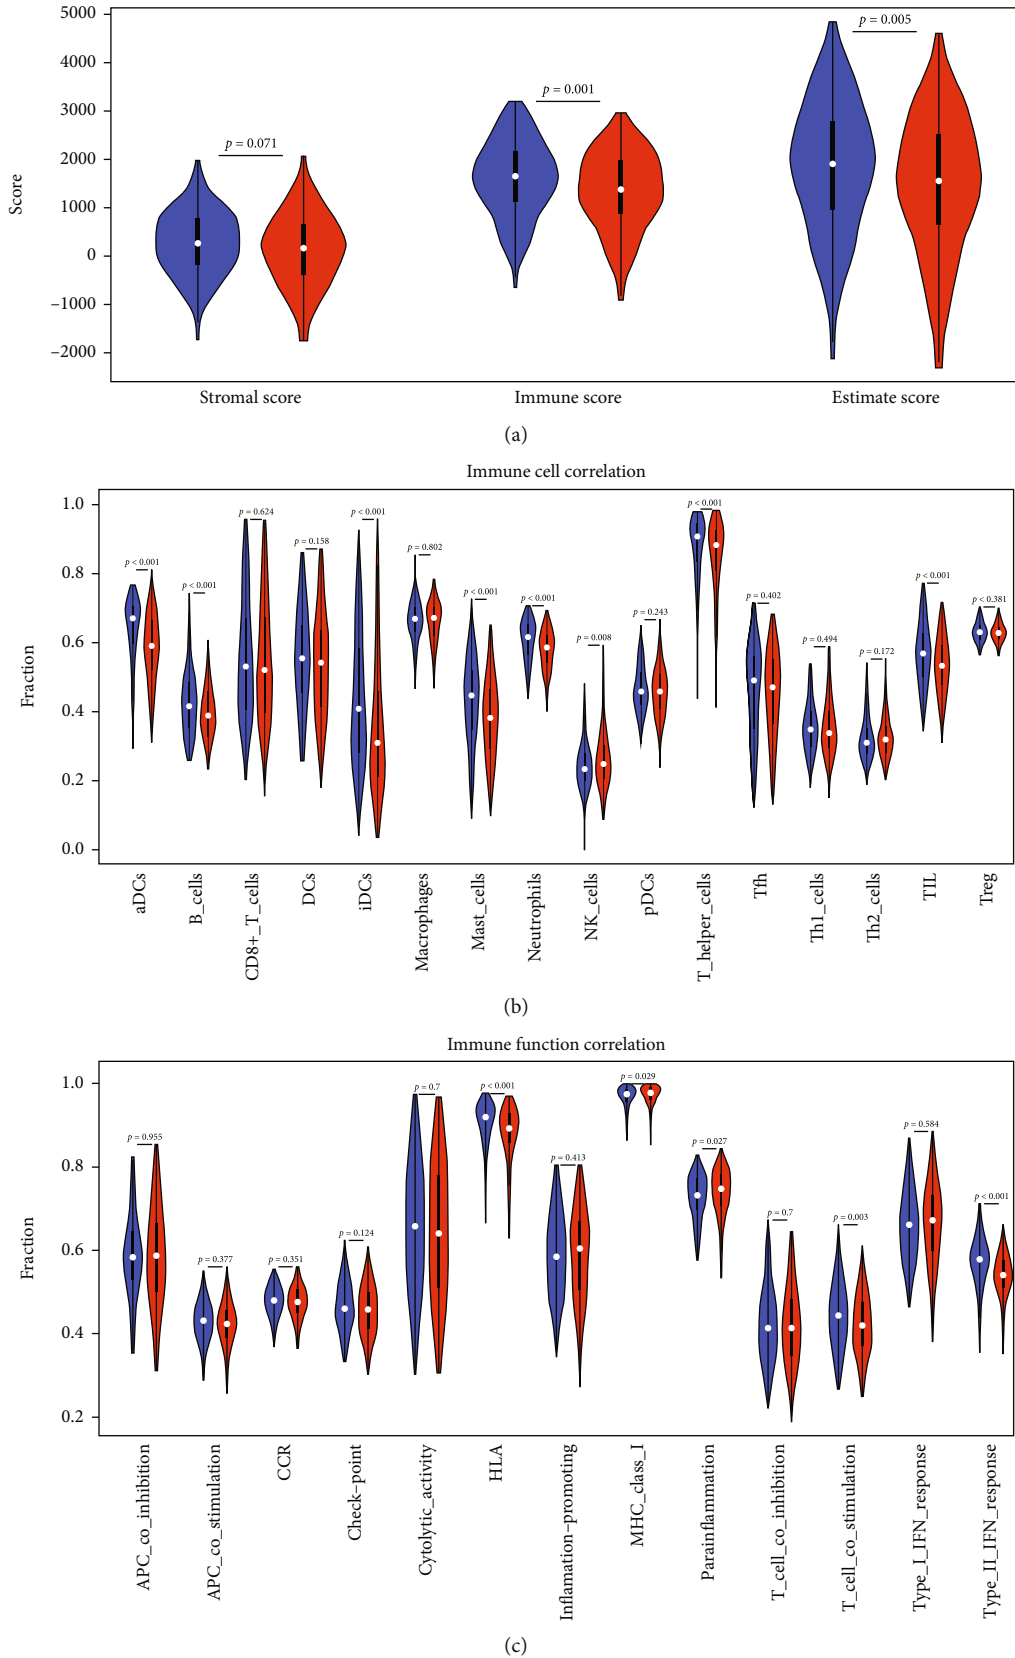 5000
4000
3000
2000
1000
0
−1000
−2000
Score
p = 0.071
p = 0.001
p = 0.005
Stromal score
Immune score
Estimate score
(a)
Immune cell correlation
1.0
0.8
0.6
0.4
0.2
0.0
Fraction
p < 0.001
p < 0.001
p = 0.624
p = 0.158
p < 0.001
p = 0.802
p < 0.001
p < 0.001
p = 0.008
p = 0.243
p < 0.001
p = 0.402
p = 0.494
p = 0.172
p < 0.001
p < 0.381
aDCs
B_cells
CD8+_T_cells
DCs
iDCs
Macrophages
Mast_cells
Neutrophils
NK_cells
pDCs
T_helper_cells
Tfh
Th1_cells
Th2_cells
TIL
Treg
(b)
Immune function correlation
1.0
0.8
0.6
0.4
0.2
Fraction
p = 0.955
p = 0.377
p = 0.351
p = 0.124
p = 0.7
p < 0.001
p = 0.413
p = 0.029
p = 0.027
p = 0.7
p = 0.003
p = 0.584
p < 0.001
APC_co_inhibition
APC_co_stimulation
CCR
Check−point
Cytolytic_activity
HLA
Inflamation−promoting
MHC_class_I
Parainflammation
T_cell_co_inhibition
T_cell_co_stimulation
Type_I_IFN_response
Type_II_IFN_response
(c)